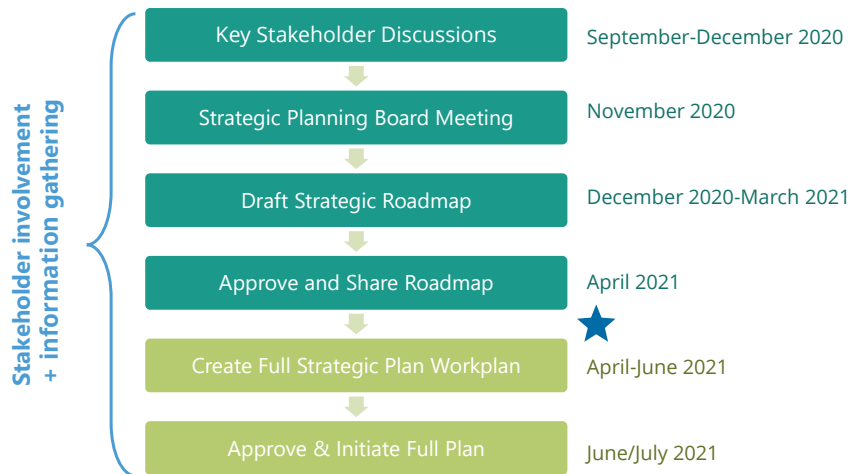 Stakeholder involvement
+ information gathering
Key Stakeholder Discussions
September-December 2020
Strategic Planning Board Meeting
November 2020
Draft Strategic Roadmap
December 2020-March 2021
Approve and Share Roadmap
April 2021
Create Full Strategic Plan Workplan
April-June 2021
Approve & Initiate Full Plan
June/July 2021